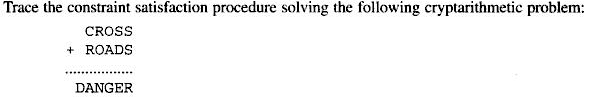 Trace the constraint satisfaction procedure solving the following cryptarithmetic problem:
CROSS
+ ROADS
.................
DANGER